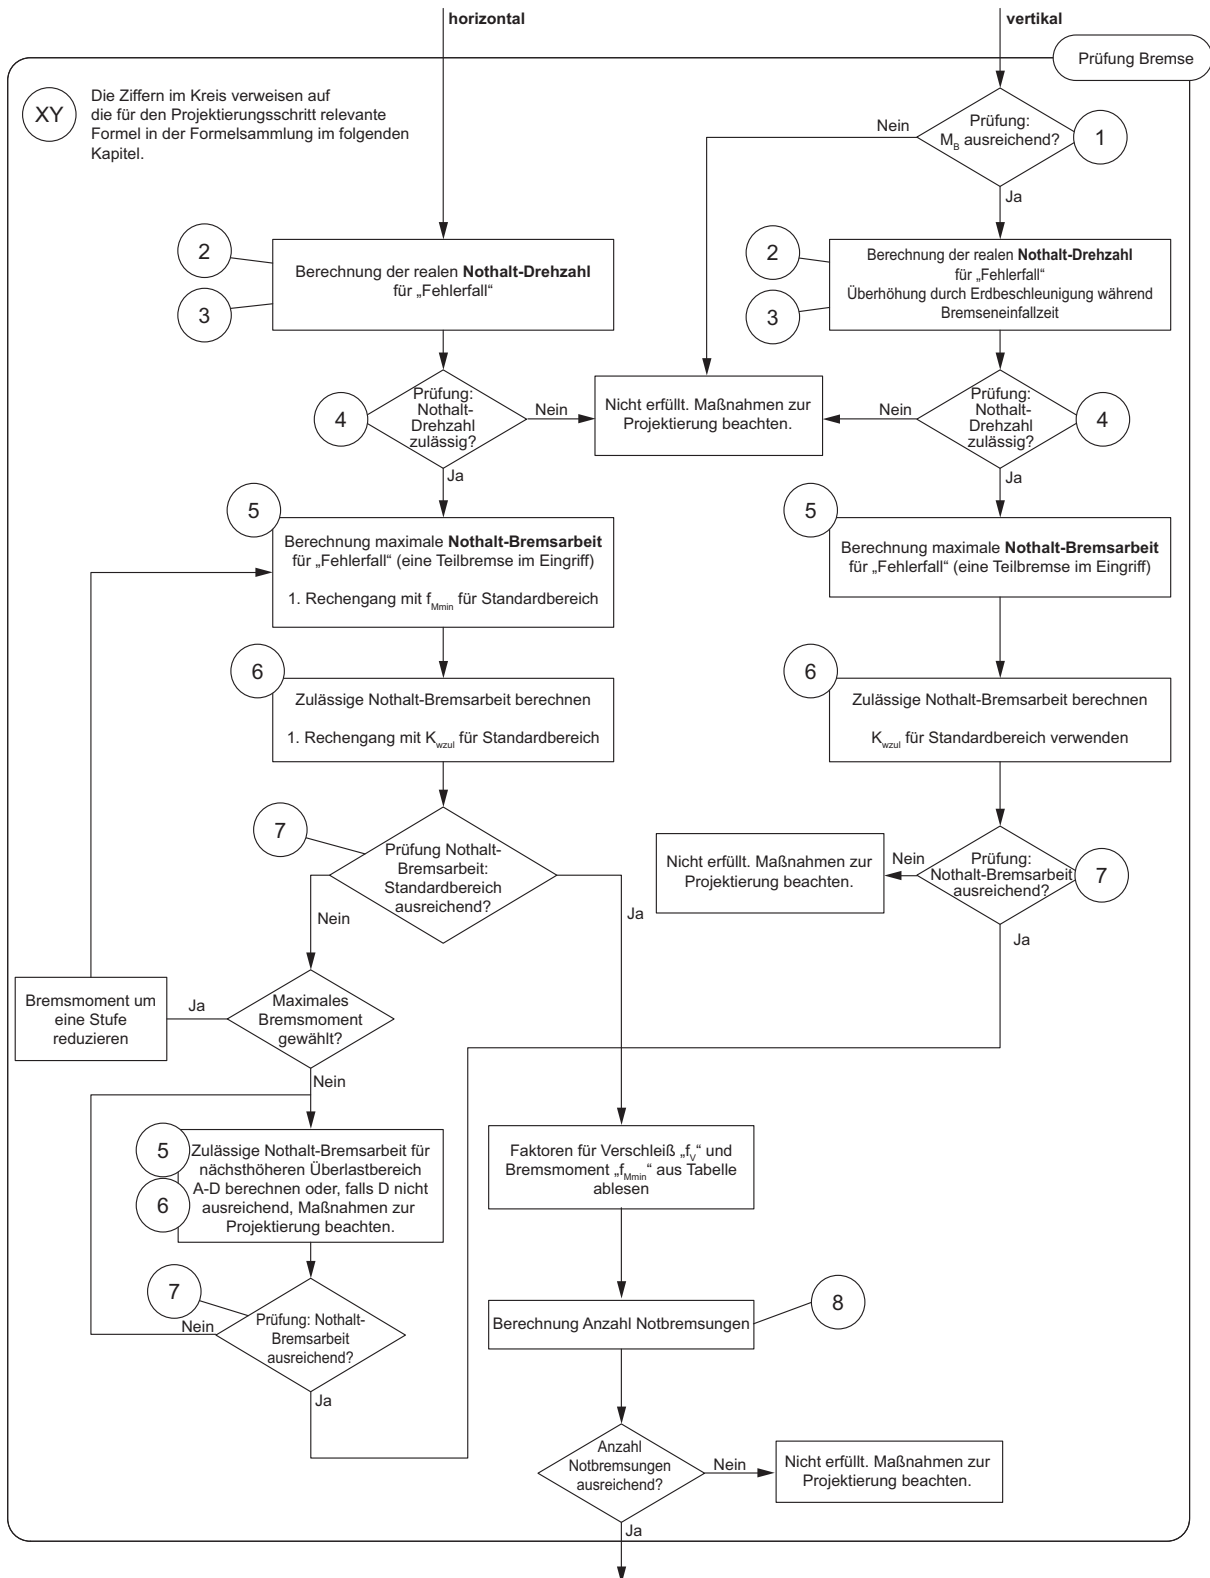 horizontal
vertikal
Prüfung Bremse
XY
Die Ziffern im Kreis verweisen auf
die für den Projektierungsschritt relevante
Formel in der Formelsammlung im folgenden
Kapitel.
Nein
Prüfung:
M_B ausreichend?
1
Ja
2
3
Berechnung der realen Nothalt-Drehzahl
für „Fehlerfall“
2
3
Berechnung der realen Nothalt-Drehzahl
für „Fehlerfall“
Überhöhung durch Erdbeschleunigung während
Bremseneinfallzeit
4
Prüfung:
Nothalt-
Drehzahl
zulässig?
Nein
Ja
Nicht erfüllt. Maßnahmen zur
Projektierung beachten.
Nein
Prüfung:
Nothalt-
Drehzahl
zulässig?
4
Ja
5
Berechnung maximale Nothalt-Bremsarbeit
für „Fehlerfall“ (eine Teilbremse im Eingriff)
1. Rechengang mit f_Mmin für Standardbereich
5
Berechnung maximale Nothalt-Bremsarbeit
für „Fehlerfall“ (eine Teilbremse im Eingriff)
6
Zulässige Nothalt-Bremsarbeit berechnen
1. Rechengang mit K_wzul für Standardbereich
6
Zulässige Nothalt-Bremsarbeit berechnen
K_wzul für Standardbereich verwenden
7
Prüfung Nothalt-
Bremsarbeit:
Standardbereich
ausreichend?
Nein
Ja
Nicht erfüllt. Maßnahmen zur
Projektierung beachten.
Nein
Prüfung:
Nothalt-Bremsarbeit
ausreichend?
7
Ja
Bremsmoment um
eine Stufe
reduzieren
Ja
Maximales
Bremsmoment
gewählt?
Nein
5
6
Zulässige Nothalt-Bremsarbeit für
nächsthöheren Überlastbereich
A-D berechnen oder, falls D nicht
ausreichend, Maßnahmen zur
Projektierung beachten.
Faktoren für Verschleiß „f_V“ und
Bremsmoment „f_Mmin“ aus Tabelle
ablesen
7
Nein
Prüfung: Nothalt-
Bremsarbeit
ausreichend?
Ja
Berechnung Anzahl Notbremsungen
8
Anzahl
Notbremsungen
ausreichend?
Nein
Nicht erfüllt. Maßnahmen zur
Projektierung beachten.
Ja